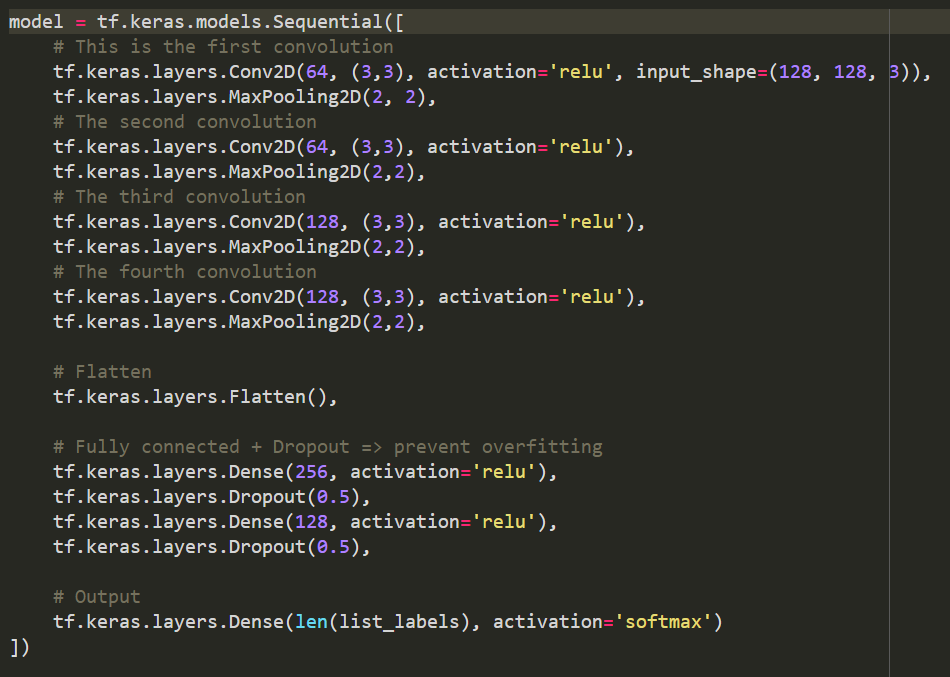 model = tf.keras.models.Sequential([
    # This is the first convolution
    tf.keras.layers.Conv2D(64, (3,3), activation='relu', input_shape=(128, 128, 3)),
    tf.keras.layers.MaxPooling2D(2, 2),
    # The second convolution
    tf.keras.layers.Conv2D(64, (3,3), activation='relu'),
    tf.keras.layers.MaxPooling2D(2,2),
    # The third convolution
    tf.keras.layers.Conv2D(128, (3,3), activation='relu'),
    tf.keras.layers.MaxPooling2D(2,2),
    # The fourth convolution
    tf.keras.layers.Conv2D(128, (3,3), activation='relu'),
    tf.keras.layers.MaxPooling2D(2,2),

    # Flatten
    tf.keras.layers.Flatten(),

    # Fully connected + Dropout => prevent overfitting
    tf.keras.layers.Dense(256, activation='relu'),
    tf.keras.layers.Dropout(0.5),
    tf.keras.layers.Dense(128, activation='relu'),
    tf.keras.layers.Dropout(0.5),

    # Output
    tf.keras.layers.Dense(len(list_labels), activation='softmax')
])